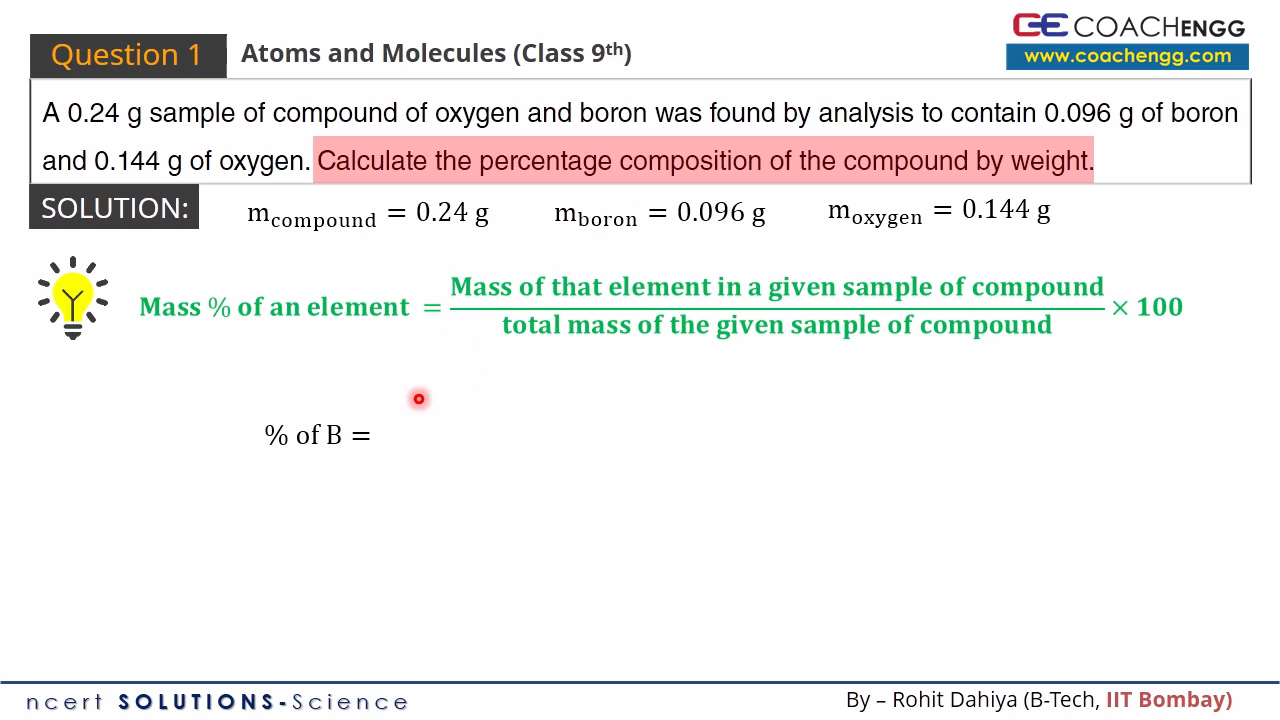 CE COACHENGG
www.coachengg.com
Question 1
Atoms and Molecules (Class 9th)
A 0.24 g sample of compound of oxygen and boron was found by analysis to contain 0.096 g of boron
and 0.144 g of oxygen. Calculate the percentage composition of the compound by weight.
SOLUTION:
m_compound = 0.24 g
m_boron = 0.096 g
m_oxygen = 0.144 g
Mass % of an element = Mass of that element in a given sample of compound / total mass of the given sample of compound × 100
% of B =
ncert SOLUTIONS-Science
By – Rohit Dahiya (B-Tech, IIT Bombay)